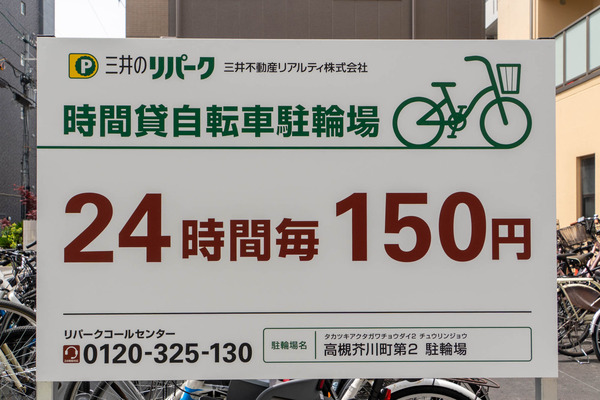 P 三井のリパーク 三井不動産リアルティ株式会社
時間貸自転車駐輪場
24時間毎 150円
リパークコールセンター
0120-325-130
駐輪場名
タカツキアクタガワチョウダイ2 チュウリンジョウ
高槻芥川町第2 駐輪場